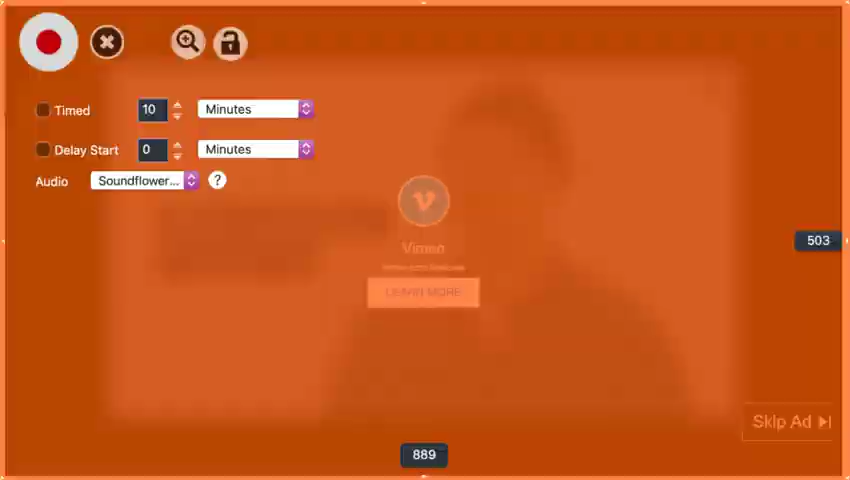 Timed 10 Minutes
Delay Start 0 Minutes
Audio Soundflower... ?
Vimeo
LEARN MORE
503
Skip Ad
889